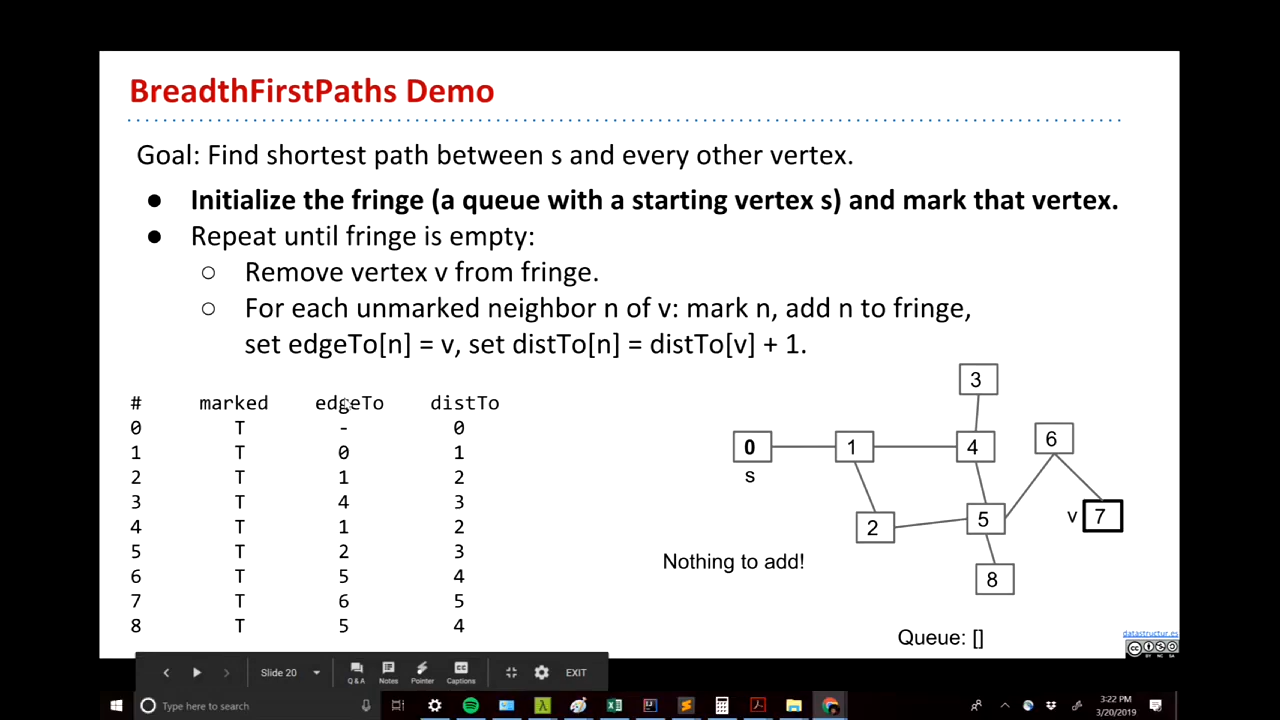 BreadthFirstPaths Demo
Goal: Find shortest path between s and every other vertex.
● Initialize the fringe (a queue with a starting vertex s) and mark that vertex.
● Repeat until fringe is empty:
○ Remove vertex v from fringe.
○ For each unmarked neighbor n of v: mark n, add n to fringe,
set edgeTo[n] = v, set distTo[n] = distTo[v] + 1.
# marked edgeTo distTo
0 T - 0
1 T 0 1
2 T 1 2
3 T 4 3
4 T 1 2
5 T 2 3
6 T 5 4
7 T 6 5
8 T 5 4
3
0 1 4 6
s
2 5 v 7
Nothing to add!
8
Queue: []
datastructur.es
Slide 20 Q&A Notes Pointer Captions EXIT
Type here to search
3:22 PM
3/20/2019